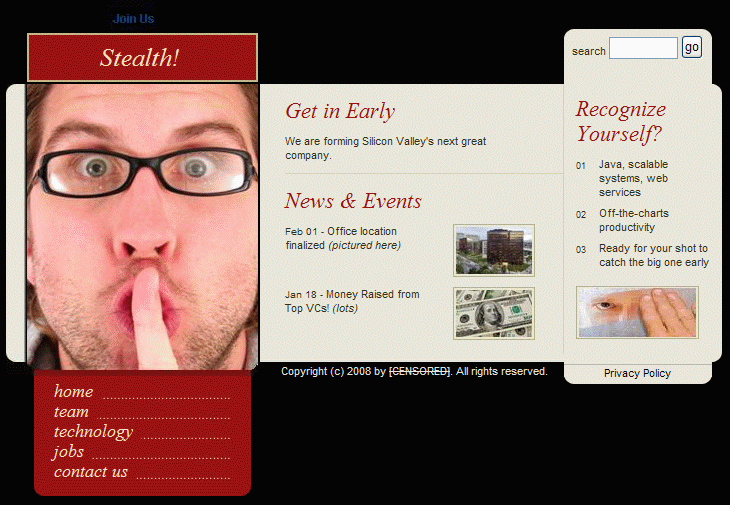 Join Us
Stealth!
search
go
Get in Early
We are forming Silicon Valley's next great
company.
News & Events
Feb 01 - Office location
finalized (pictured here)
Jan 18 - Money Raised from
Top VCs! (lots)
Recognize
Yourself?
01 Java, scalable
systems, web
services
02 Off-the-charts
productivity
03 Ready for your shot to
catch the big one early
Copyright (c) 2008 by [CENSORED]. All rights reserved.
Privacy Policy
home
team
technology
jobs
contact us